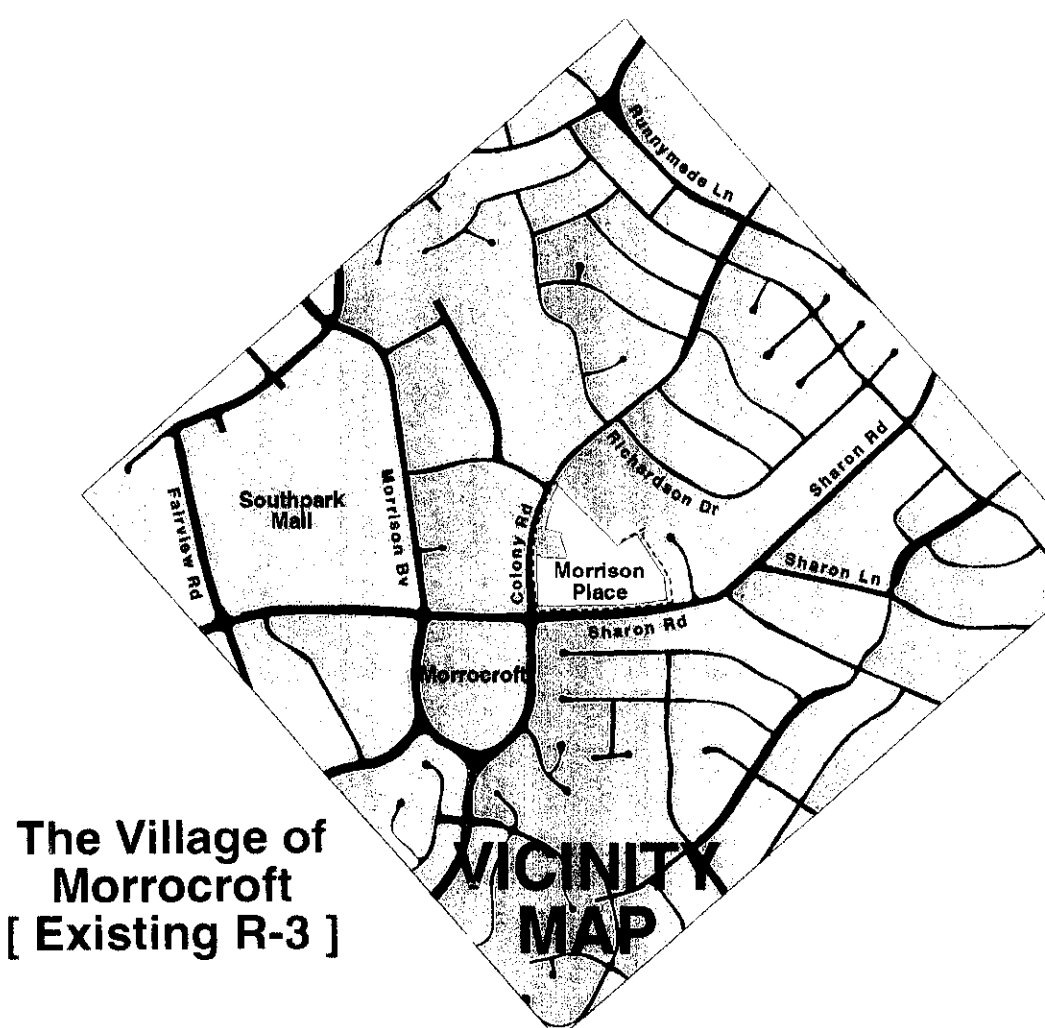 Runnymede Ln
Richardson Dr
Sharon Rd
Southpark
Mall
Morrison Bv
Fairview Rd
Colony Rd
Morrison
Place
Sharon Ln
Sharon Rd
Morrocroft
The Village of
Morrocroft
[ Existing R-3 ]
VICINITY
MAP